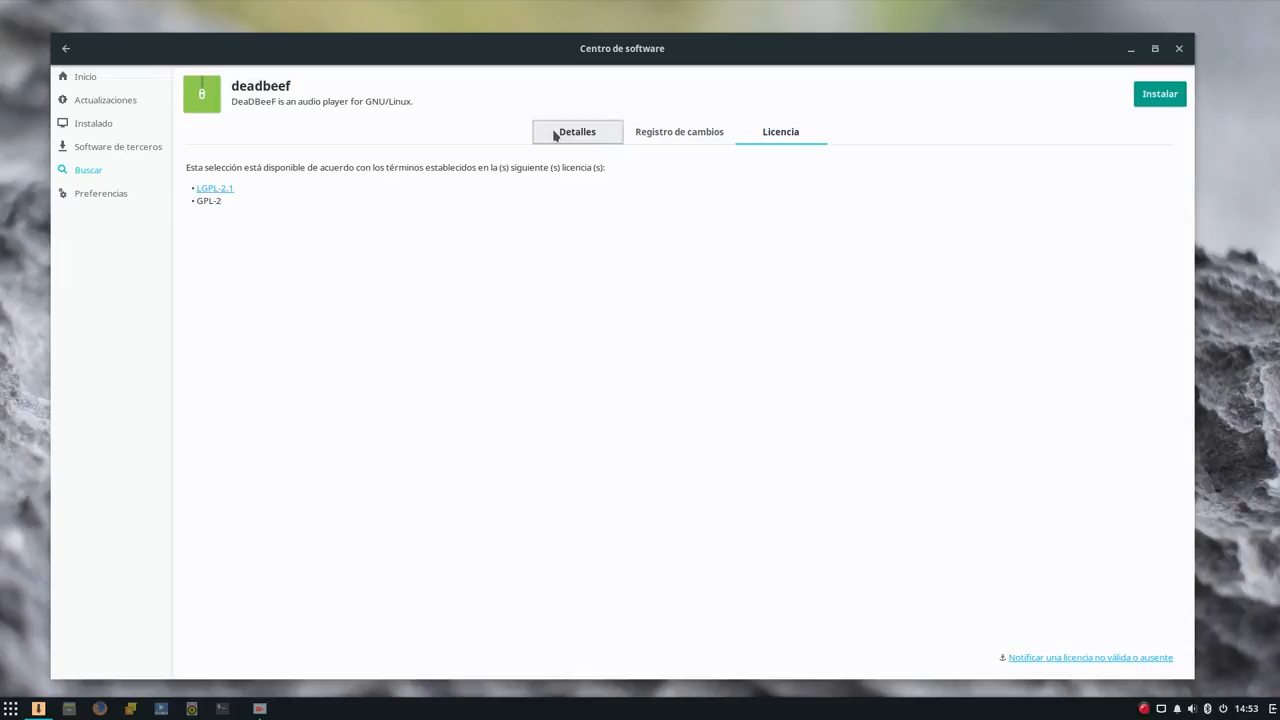 Centro de software
Inicio
Actualizaciones
Instalado
Software de terceros
Buscar
Preferencias
deadbeef
DeaDBeeF is an audio player for GNU/Linux.
Instalar
Detalles
Registro de cambios
Licencia
Esta selección está disponible de acuerdo con los términos establecidos en la (s) siguiente (s) licencia (s):
• LGPL-2.1
• GPL-2
Notificar una licencia no válida o ausente
14:53